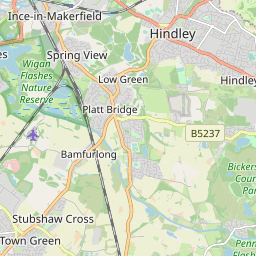 Ince-in-Makerfield
Hindley
Spring View
Wigan
Flashes
Nature
Reserve
Low Green
Hindley
Platt Bridge
B5237
Bamfurlong
Stubshaw Cross
Town Green